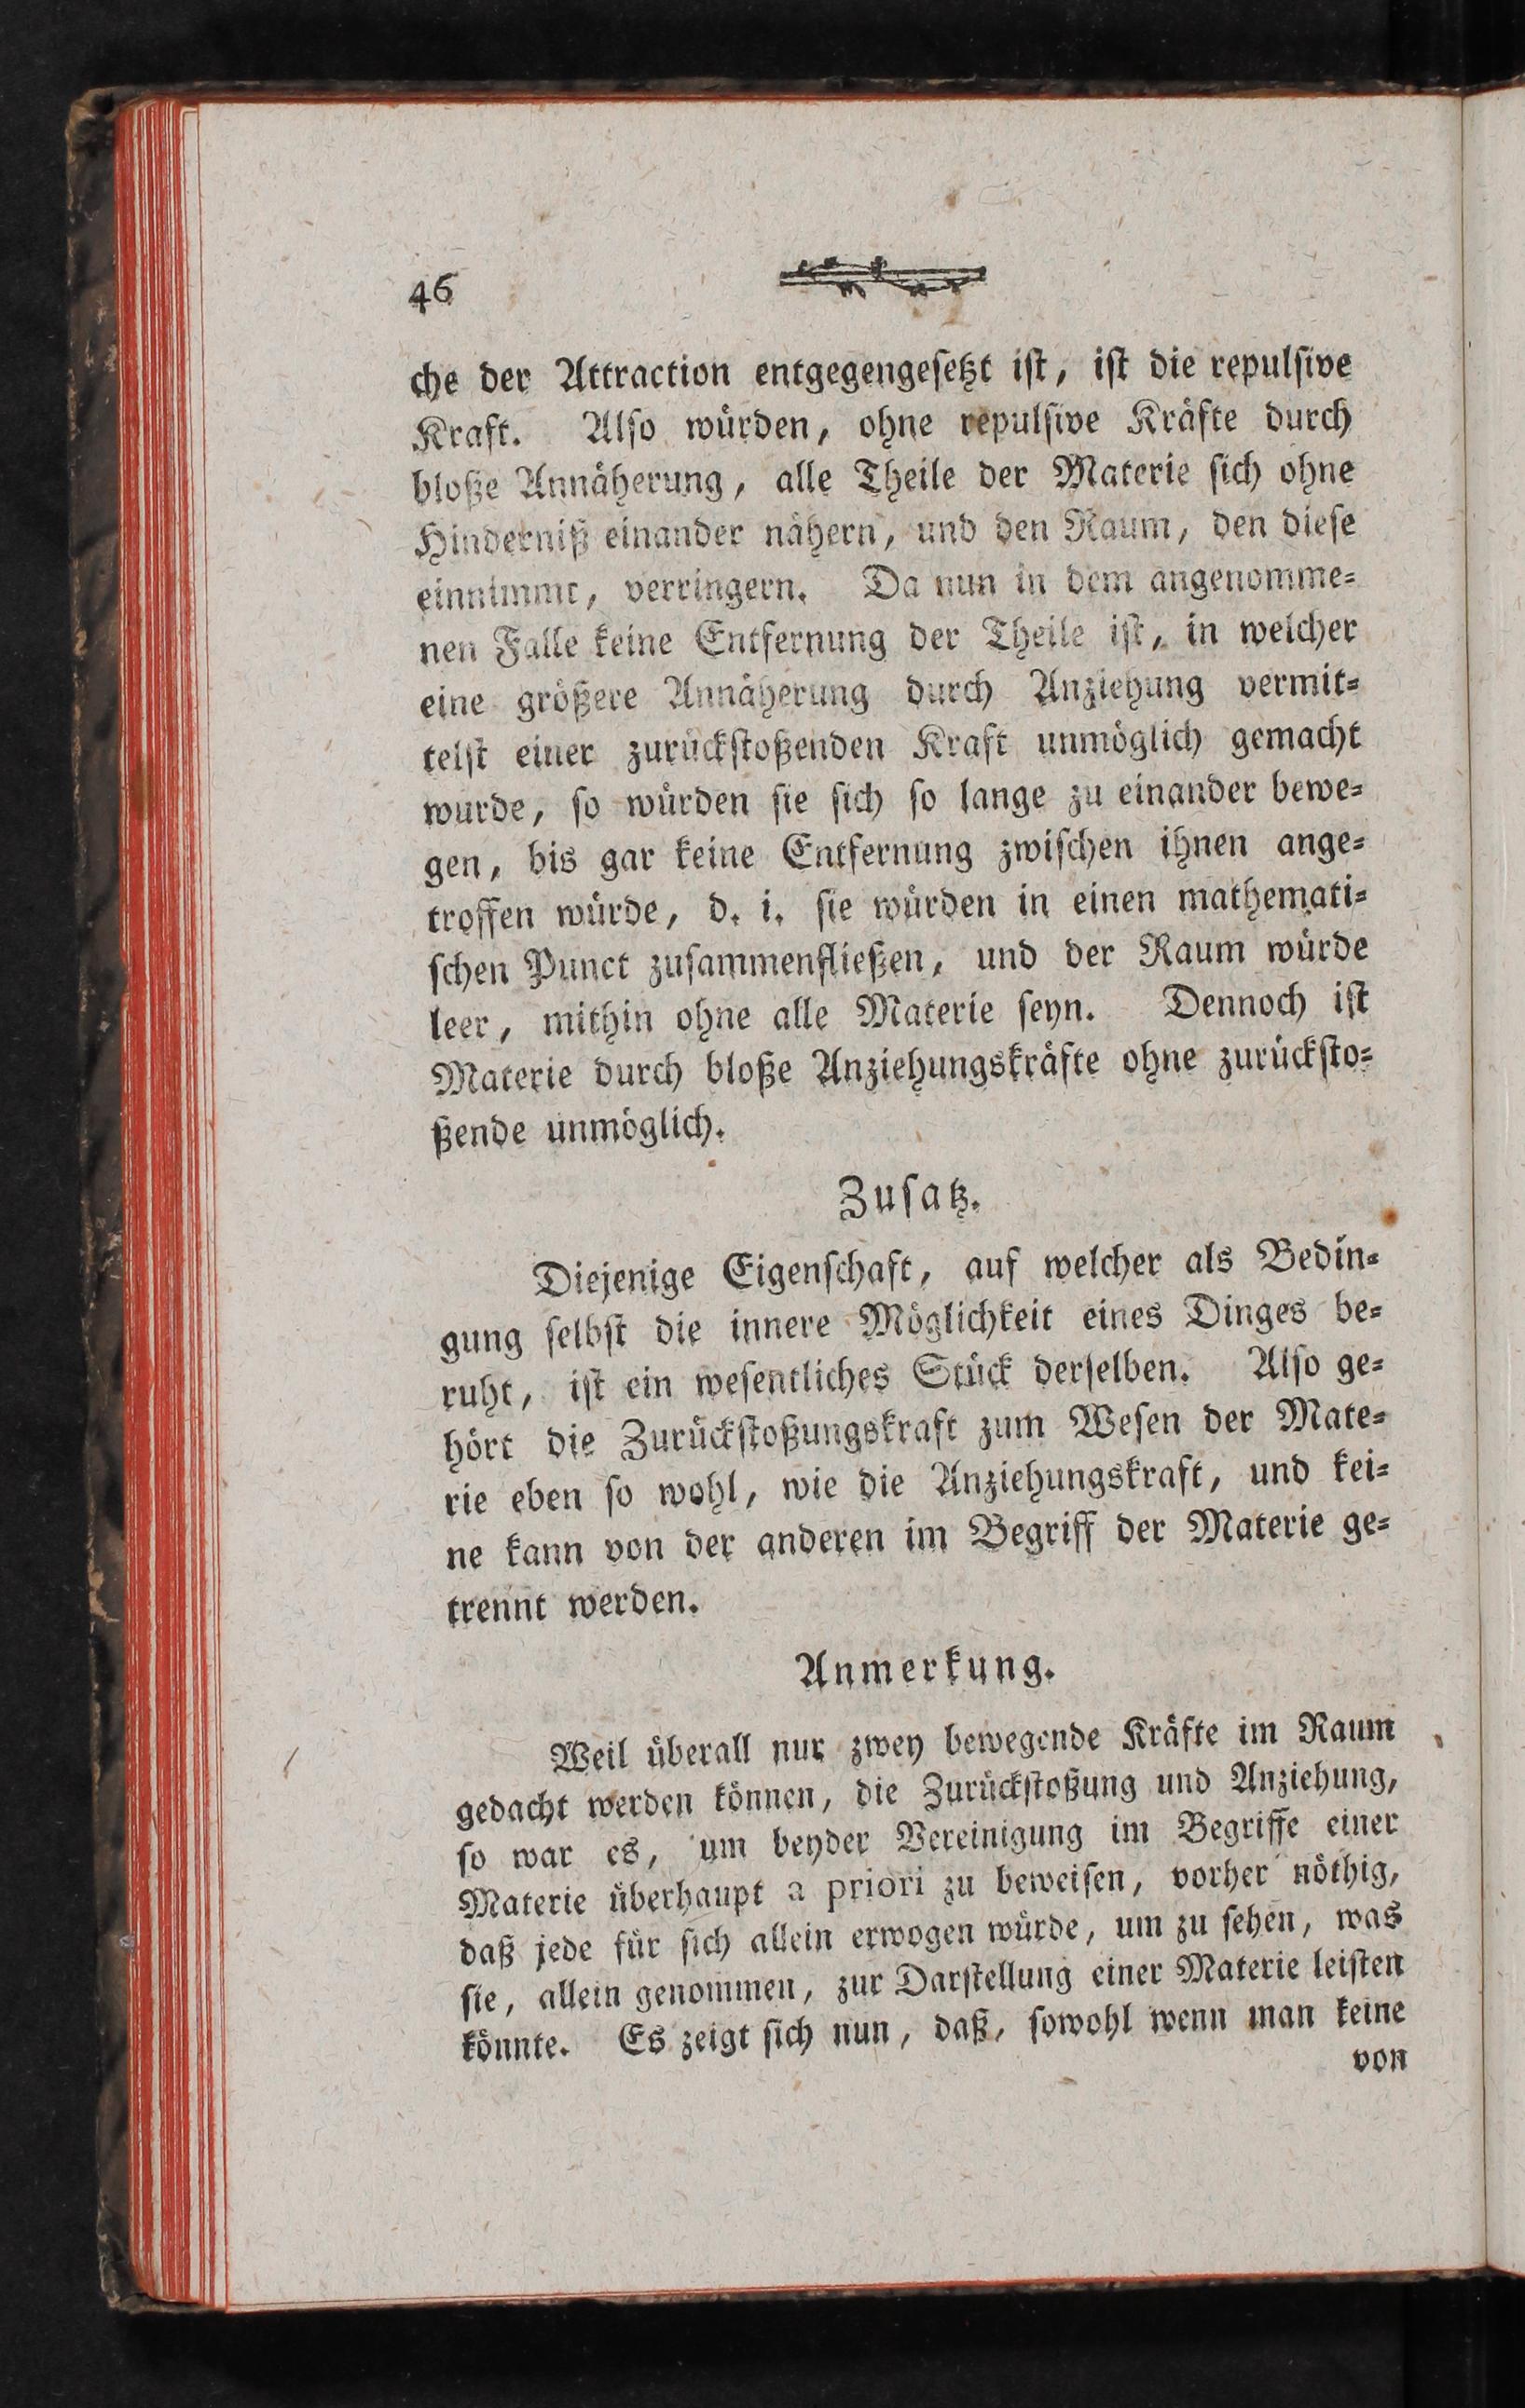 46
che der Attraction entgegengeſetzt iſt, iſt die repulſive
Kraft. Alſo würden, ohne repulſive Kräfte durch
bloße Annäherung, alle Theile der Materie ſich ohne
Hinderniß einander nähern, und den Raum, den dieſe
einnimmt, verringern. Da nun in dem angenomme⸗
nen Falle keine Entfernung der Theile iſt, in welcher
eine größere Annäherung durch Anziehung vermit⸗
telſt einer zurückſtoßenden Kraft unmöglich gemacht
wurde, ſo würden ſie ſich ſo lange zu einander bewe⸗
gen, bis gar keine Entfernung zwiſchen ihnen ange⸗
troffen würde, d. i. ſie würden in einen mathemati⸗
ſchen Punct zuſammenfließen, und der Raum würde
leer, mithin ohne alle Materie ſeyn. Dennoch iſt
Materie durch bloße Anziehungskräfte ohne zurückſto⸗
ßende unmöglich.
Zuſatz.
Diejenige Eigenſchaft, auf welcher als Bedin⸗
gung ſelbſt die innere Möglichkeit eines Dinges be⸗
ruht, iſt ein weſentliches Stück derſelben. Alſo ge⸗
hört die Zurückſtoßungskraft zum Weſen der Mate⸗
rie eben ſo wohl, wie die Anziehungskraft, und kei⸗
ne kann von der anderen im Begriff der Materie ge⸗
trennt werden.
Anmerkung.
Weil überall nur zwey bewegende Kräfte im Raum
gedacht werden können, die Zurückſtoßung und Anziehung,
ſo war es, um beyder Vereinigung im Begriffe einer
Materie überhaupt a priori zu beweiſen, vorher nöthig,
daß jede für ſich allein erwogen würde, um zu ſehen, was
ſie, allein genommen, zur Darſtellung einer Materie leiſten
könnte. Es zeigt ſich nun, daß, ſowohl wenn man keine
von